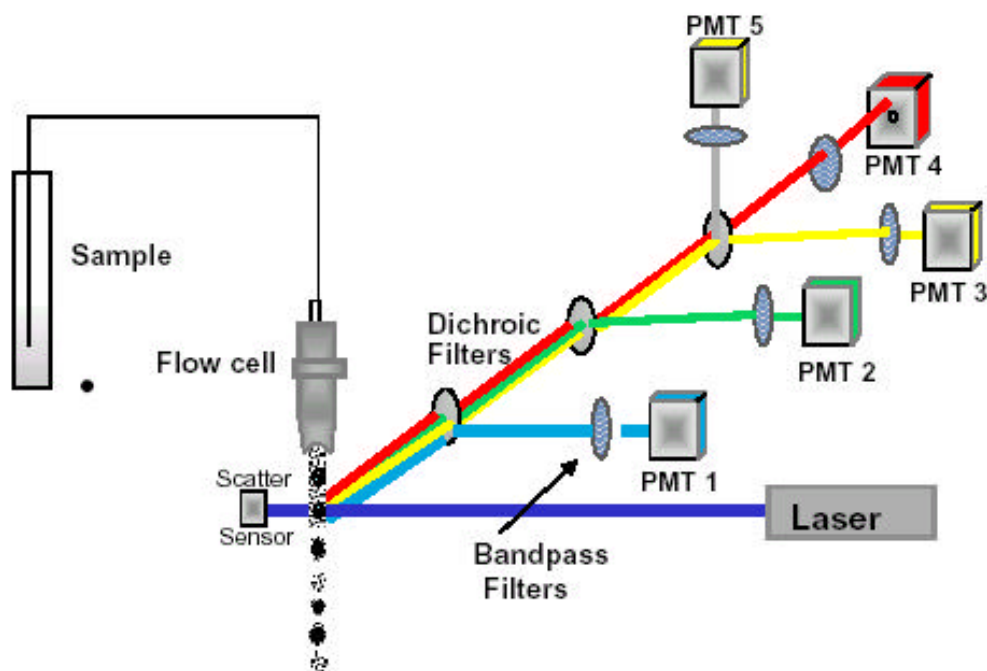 PMT 5
PMT 4
Sample
PMT 3
Dichroic
Filters
Flow cell
PMT 2
Scatter
PMT 1
Sensor
Laser
Bandpass
Filters